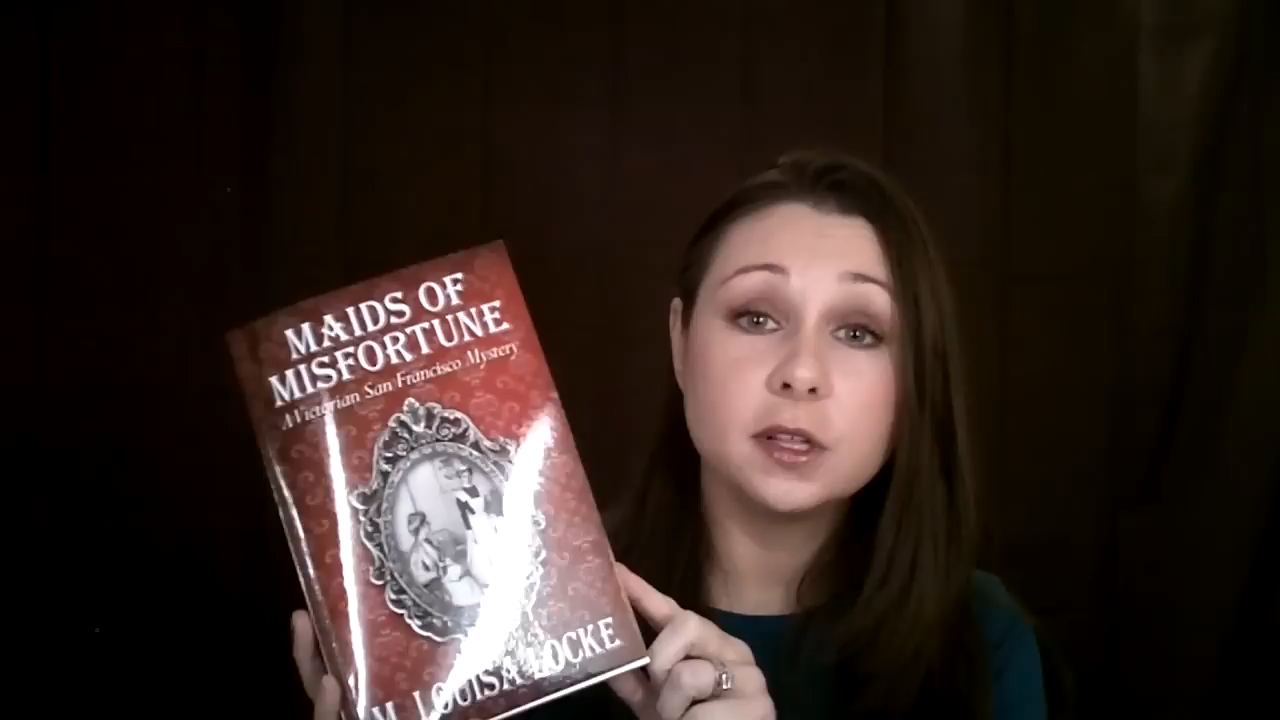 MAIDS OF
MISFORTUNE
A Victorian San Francisco Mystery
M. LOUISA LOCKE